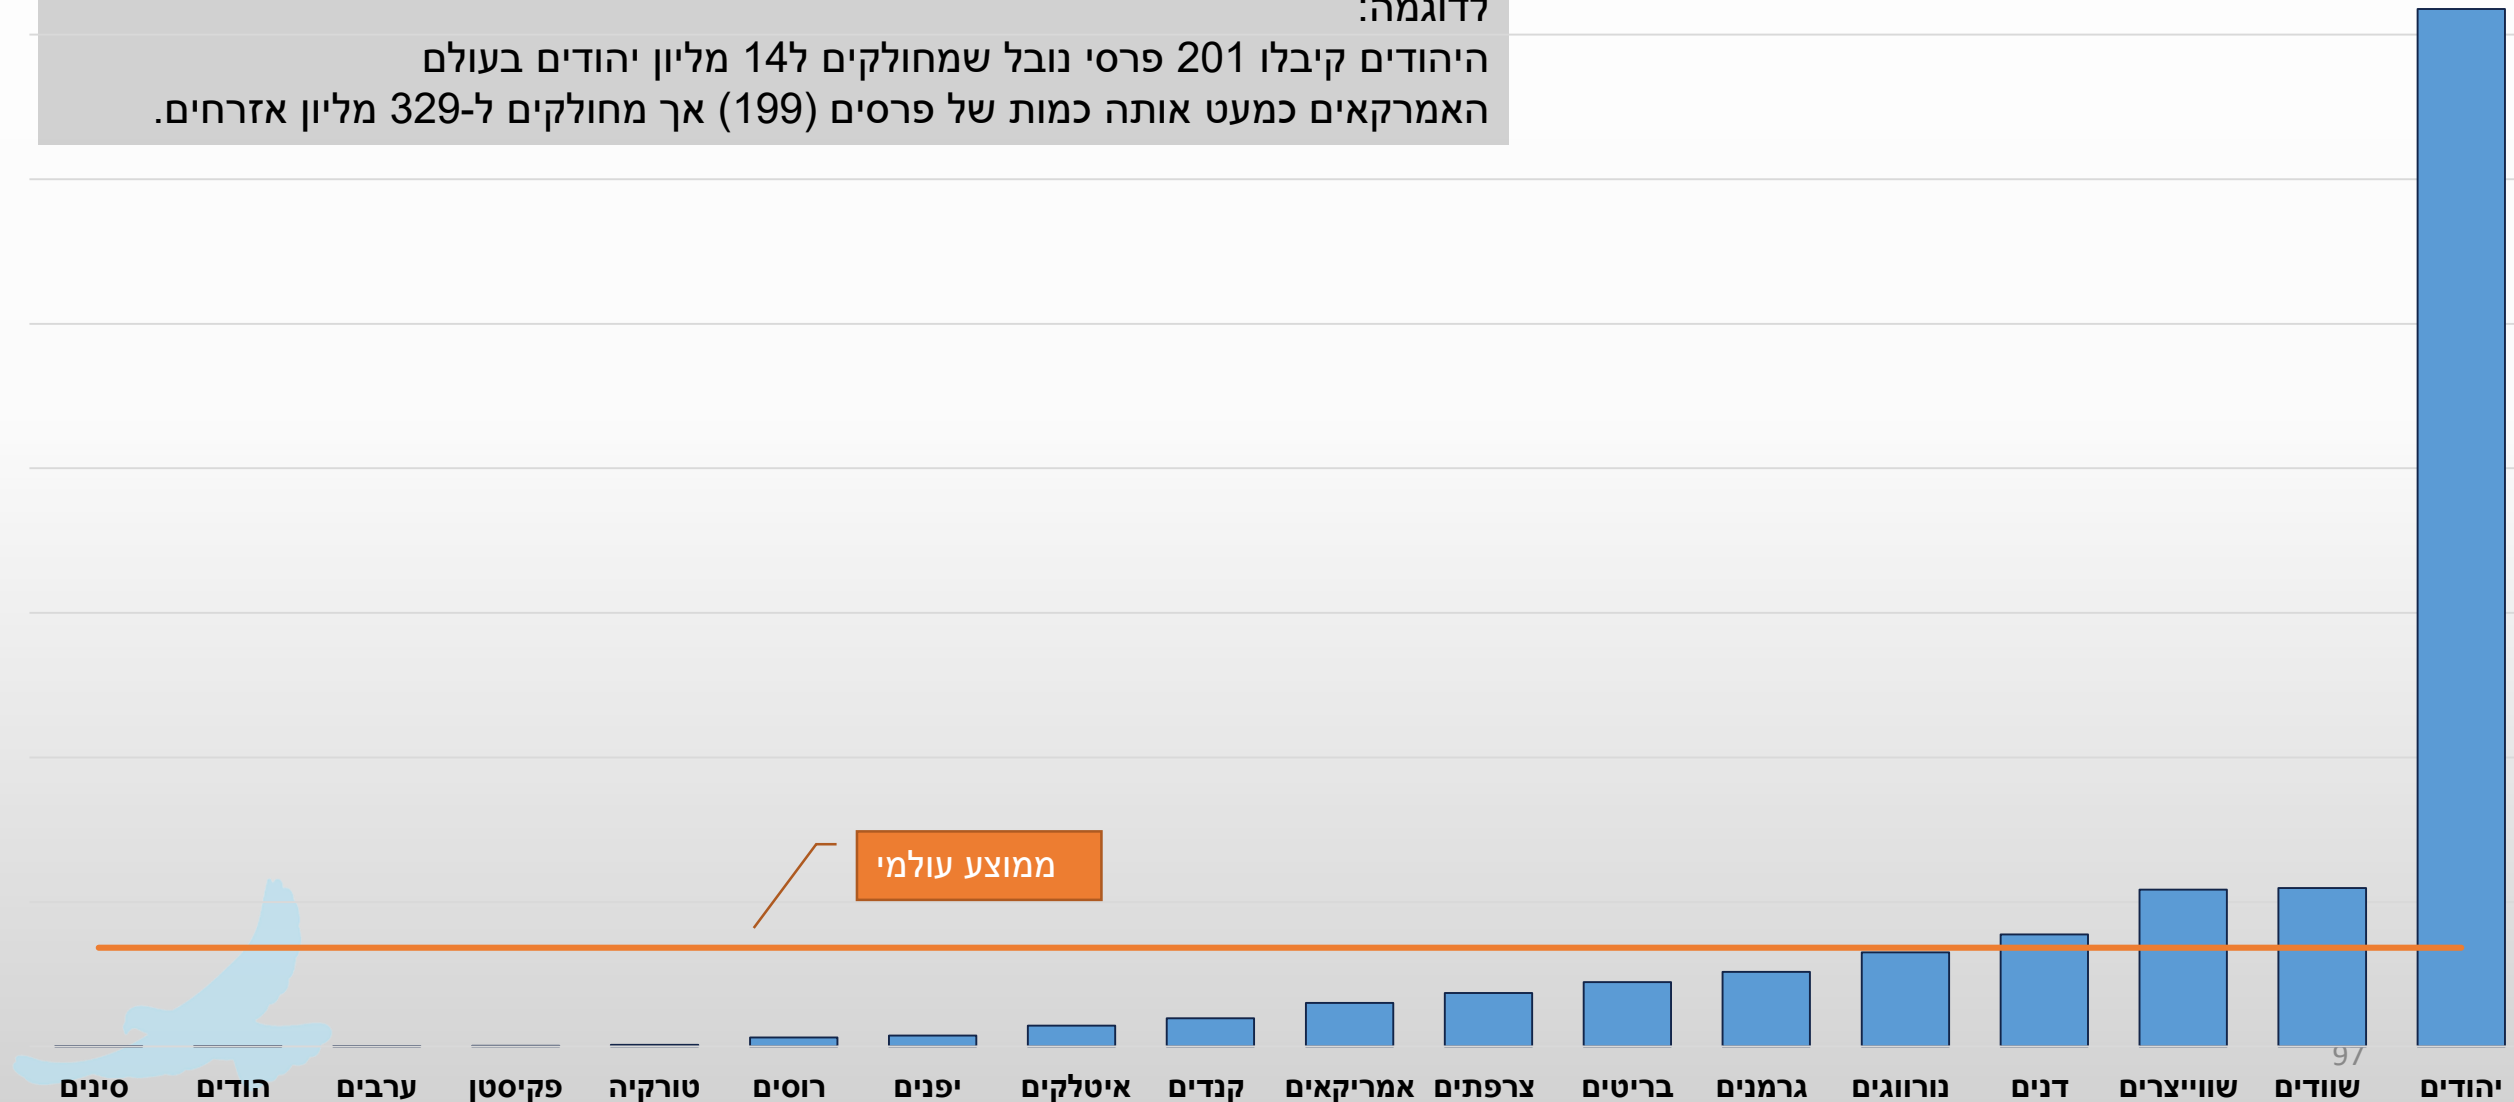 לדוגמה:
היהודים קיבלו 201 פרסי נובל שמחולקים ל14 מליון יהודים בעולם
האמרקאים כמעט אותה כמות של פרסים (199) אך מחולקים ל-329 מליון אזרחים.
ממוצע עולמי
97
סינים
הודים
ערבים
פקיסטן
טורקיה
רוסים
יפנים
איטלקים
קנדים
אמריקאים
צרפתים
בריטים
גרמנים
נורווגים
דנים
שווייצרים
שוודים
יהודים